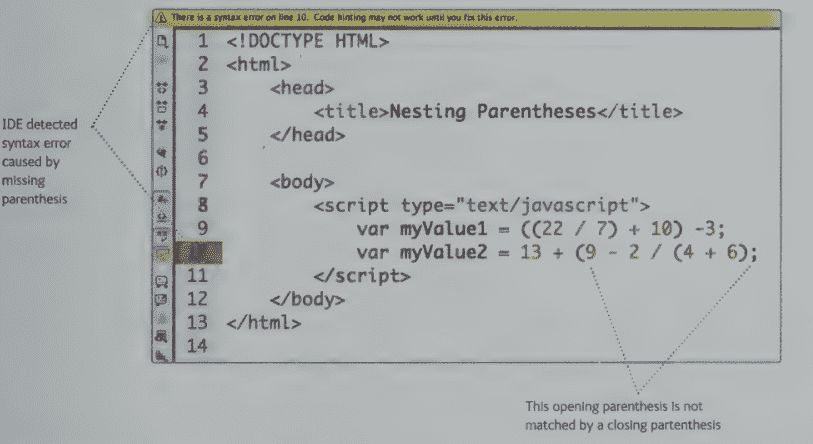 There is a syntax error on line 10. Code hinting may not work until you fix this error.
1 <!DOCTYPE HTML>
2 <html>
3 <head>
4 <title>Nesting Parentheses</title>
5 </head>
6
7 <body>
8 <script type="text/javascript">
9 var myValue1 = ((22 / 7) + 10) -3;
10 var myValue2 = 13 + (9 - 2 / (4 + 6);
11 </script>
12 </body>
13 </html>
14
IDE detected
syntax error
caused by
missing
parenthesis
This opening parenthesis is not
matched by a closing partenthesis